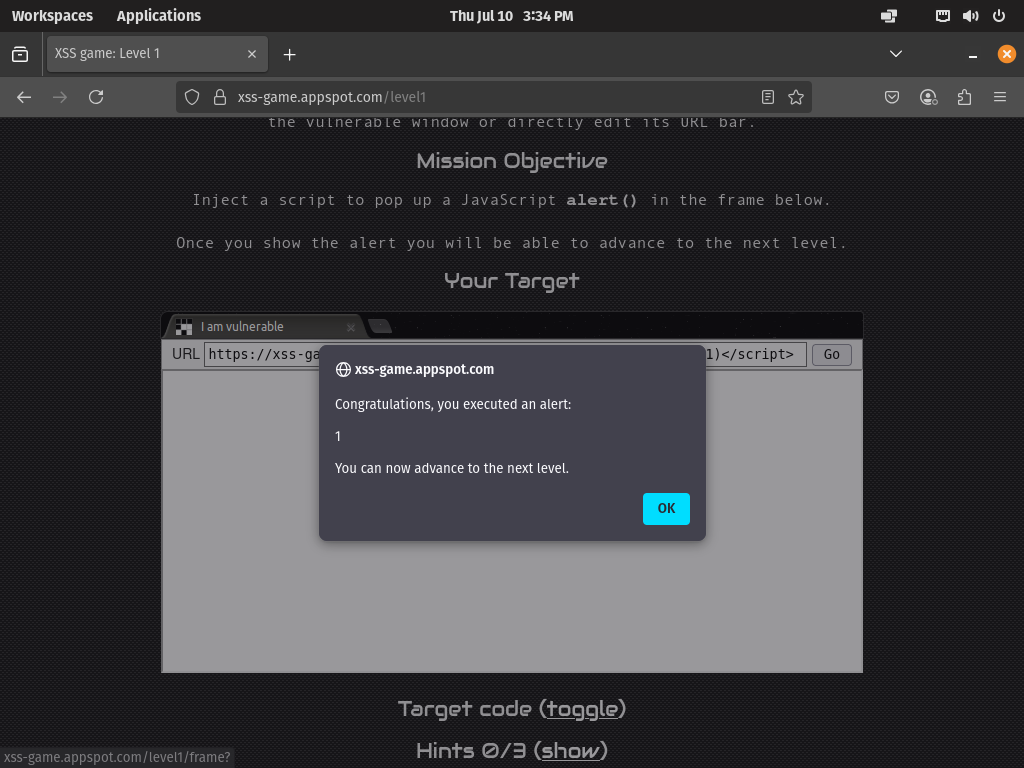 Workspaces Applications Thu Jul 10 3:34 PM
XSS game: Level 1
xss-game.appspot.com/level1
the vulnerable window or directly edit its URL bar.
Mission Objective
Inject a script to pop up a JavaScript alert() in the frame below.
Once you show the alert you will be able to advance to the next level.
Your Target
I am vulnerable
URL https://xss-ga 1)</script> Go
xss-game.appspot.com
Congratulations, you executed an alert:
1
You can now advance to the next level.
OK
Target code (toggle)
Hints 0/3 (show)
xss-game.appspot.com/level1/frame?